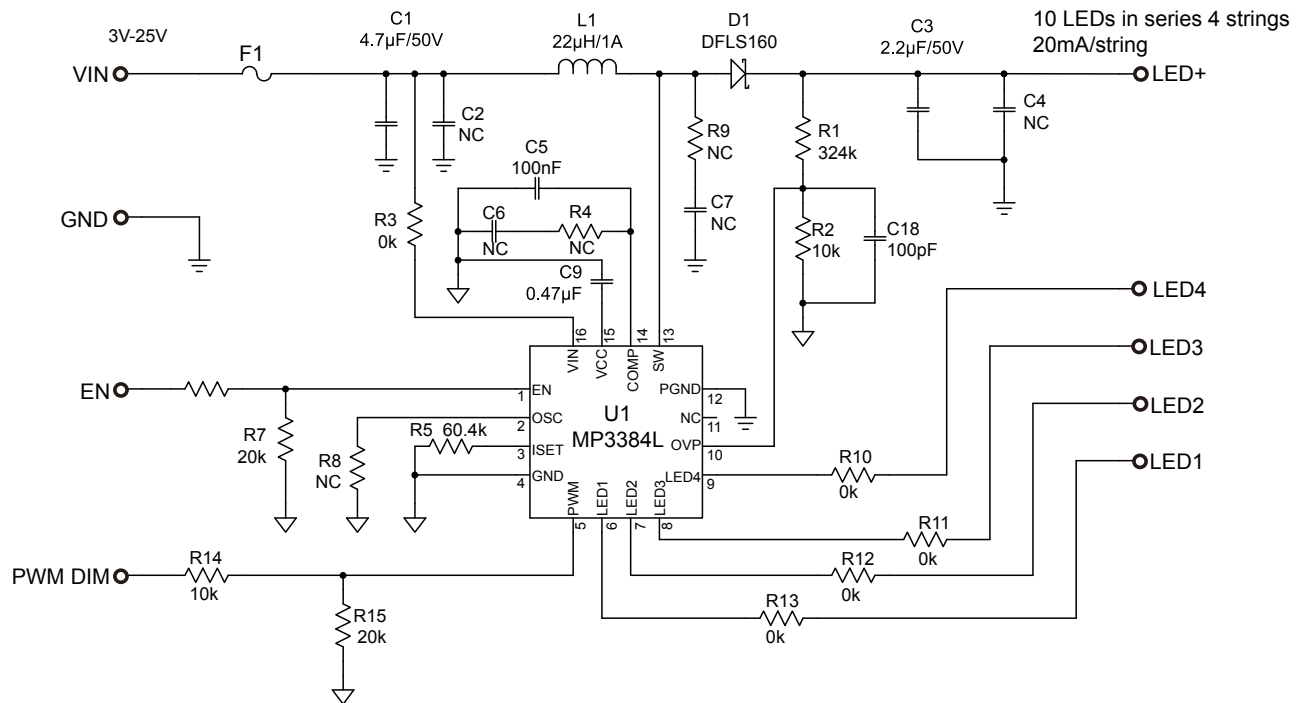 10 LEDs in series 4 strings
20mA/string
3V-25V
VIN
F1
C1
4.7µF/50V
L1
22µH/1A
D1
DFLS160
C3
2.2µF/50V
LED+
C2
NC
R9
NC
R1
324k
C4
NC
C5
100nF
GND
R3
0k
C6
NC
R4
NC
C7
NC
R2
10k
C18
100pF
C9
0.47µF
LED4
LED3
LED2
LED1
16
15
14
13
VIN
VCC
COMP
SW
EN
1
EN
PGND
12
2
OSC
U1
NC
11
R7
20k
R8
NC
R5 60.4k
3
ISET
MP3384L
OVP
10
4
GND
LED4
9
R10
0k
PWM
LED1
LED2
LED3
5
6
7
8
R11
0k
PWM DIM
R14
10k
R12
0k
R15
20k
R13
0k